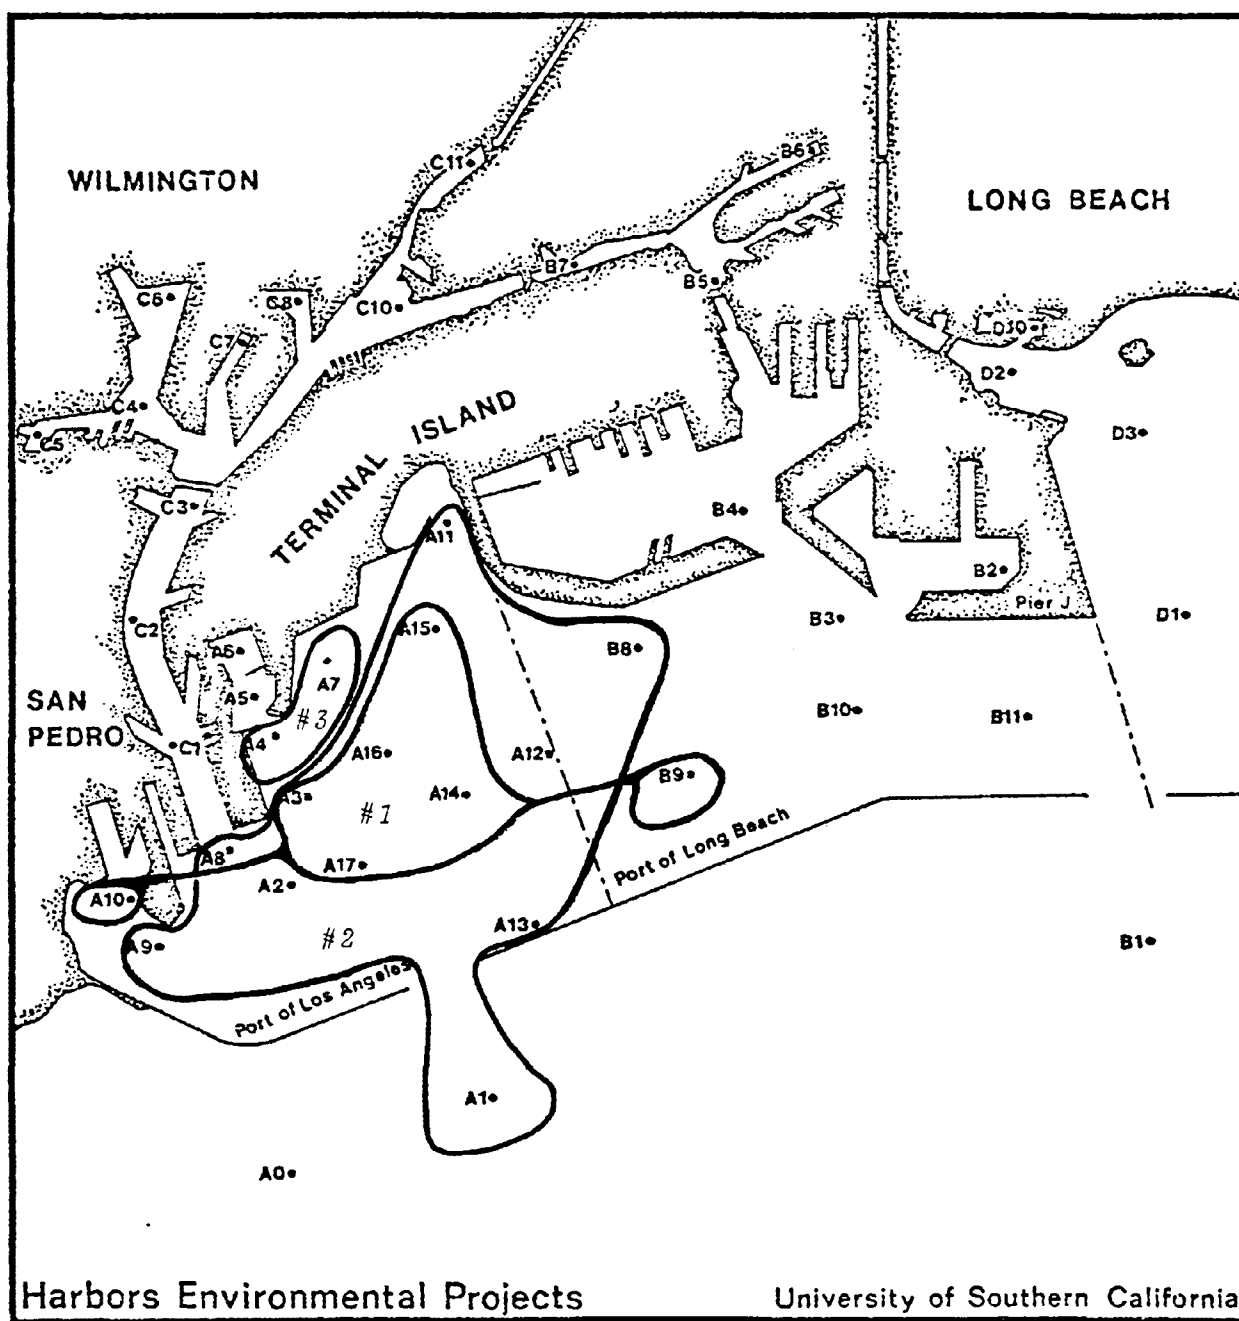 C11
B6
WILMINGTON
LONG BEACH
B7
B5
C6
C8
C10
D10
C7
D2
C4
C5
D3
TERMINAL ISLAND
C3
B4
A11
B2
Pier J
C2
A15
B3
D1
A6
B8
A7
A5
SAN
PEDRO
#3
B10
B11
A4
C1
A16
A12
B9
A3
A14
#1
Port of Long Beach
A8
A17
A2
A10
A13
#2
A9
B1
Port of Los Angeles
A1
A0
Harbors Environmental Projects
University of Southern California